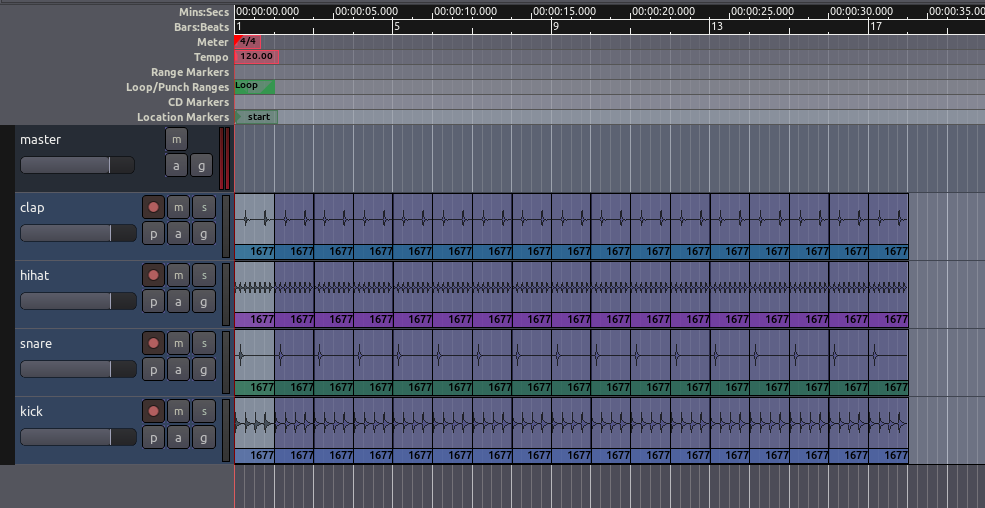 Mins:Secs 00:00:00.000 00:00:05.000 00:00:10.000 00:00:15.000 00:00:20.000 00:00:25.000 00:00:30.000 00:00:35.00
Bars:Beats 1 5 9 13 17
Meter 4/4
Tempo 120.00
Range Markers
Loop/Punch Ranges Loop
CD Markers
Location Markers start
master m
a g
clap m s
p a g
1677 1677 1677 1677 1677 1677 1677 1677 1677 1677 1677 1677 1677 1677 1677 1677 1677
hihat m s
p a g
1677 1677 1677 1677 1677 1677 1677 1677 1677 1677 1677 1677 1677 1677 1677 1677 1677
snare m s
p a g
1677 1677 1677 1677 1677 1677 1677 1677 1677 1677 1677 1677 1677 1677 1677 1677 1677
kick m s
p a g
1677 1677 1677 1677 1677 1677 1677 1677 1677 1677 1677 1677 1677 1677 1677 1677 1677